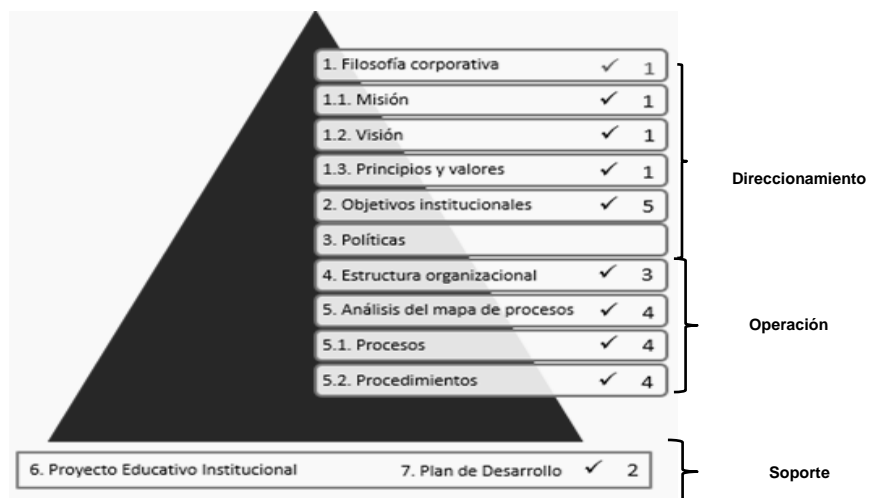 1. Filosofía corporativa ✓ 1
1.1. Misión ✓ 1
1.2. Visión ✓ 1
1.3. Principios y valores ✓ 1
Direccionamiento
2. Objetivos institucionales ✓ 5
3. Políticas
4. Estructura organizacional ✓ 3
5. Análisis del mapa de procesos ✓ 4
Operación
5.1. Procesos ✓ 4
5.2. Procedimientos ✓ 4
6. Proyecto Educativo Institucional 7. Plan de Desarrollo ✓ 2
Soporte